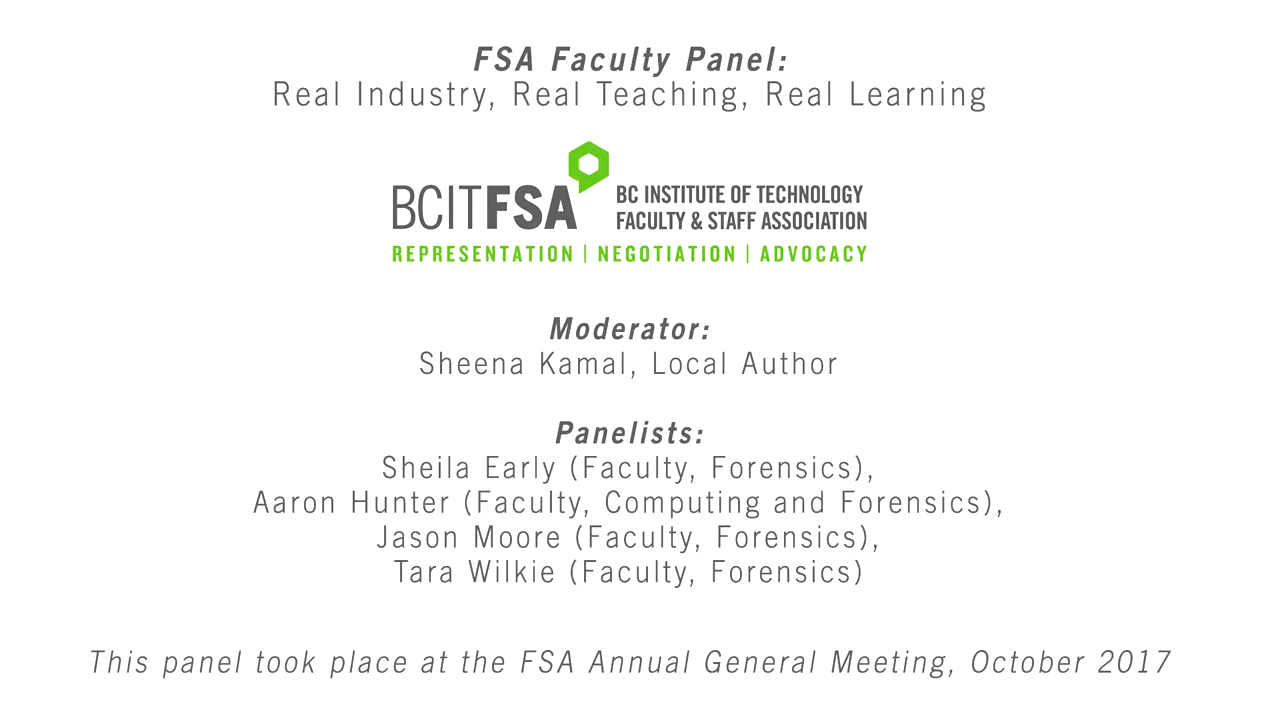 FSA Faculty Panel:
Real Industry, Real Teaching, Real Learning
BCITFSA
BC INSTITUTE OF TECHNOLOGY
FACULTY & STAFF ASSOCIATION
REPRESENTATION | NEGOTIATION | ADVOCACY
Moderator:
Sheena Kamal, Local Author
Panelists:
Sheila Early (Faculty, Forensics),
Aaron Hunter (Faculty, Computing and Forensics),
Jason Moore (Faculty, Forensics),
Tara Wilkie (Faculty, Forensics)
This panel took place at the FSA Annual General Meeting, October 2017